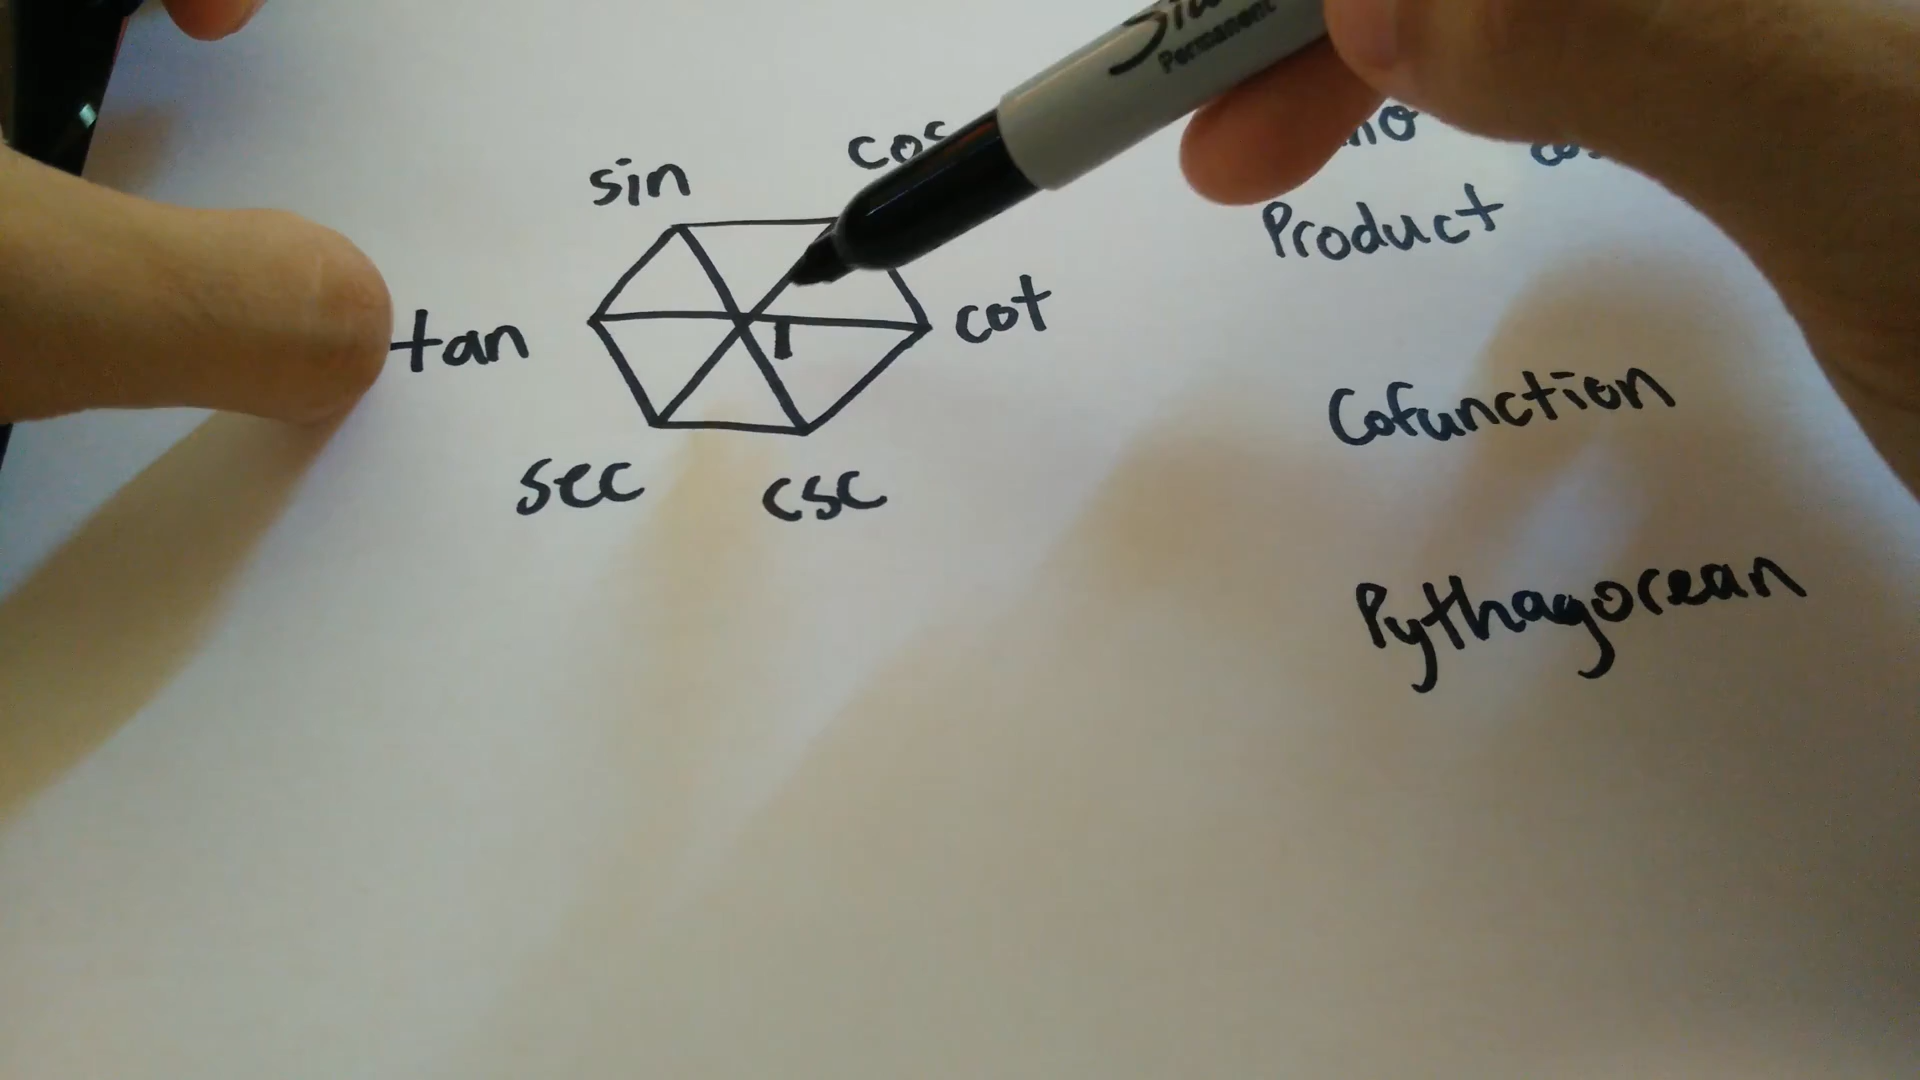 sin
tan
cot
1
sec csc
Permanent
Product
Cofunction
Pythagorean